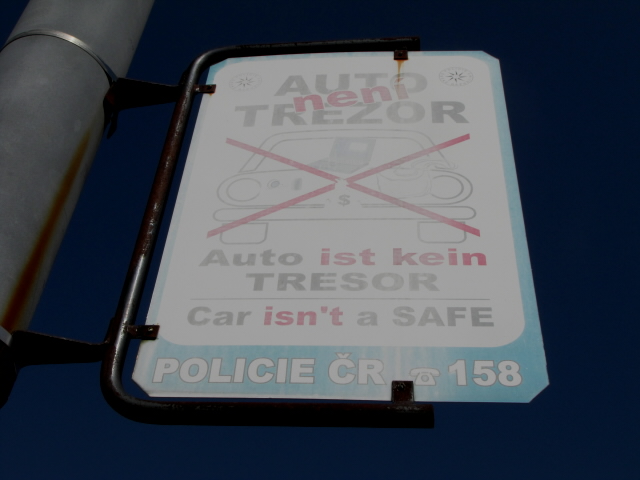 AUTO
není
TREZOR
$
Auto ist kein
TRESOR
Car isn't a SAFE
POLICIE ČR ☎ 158